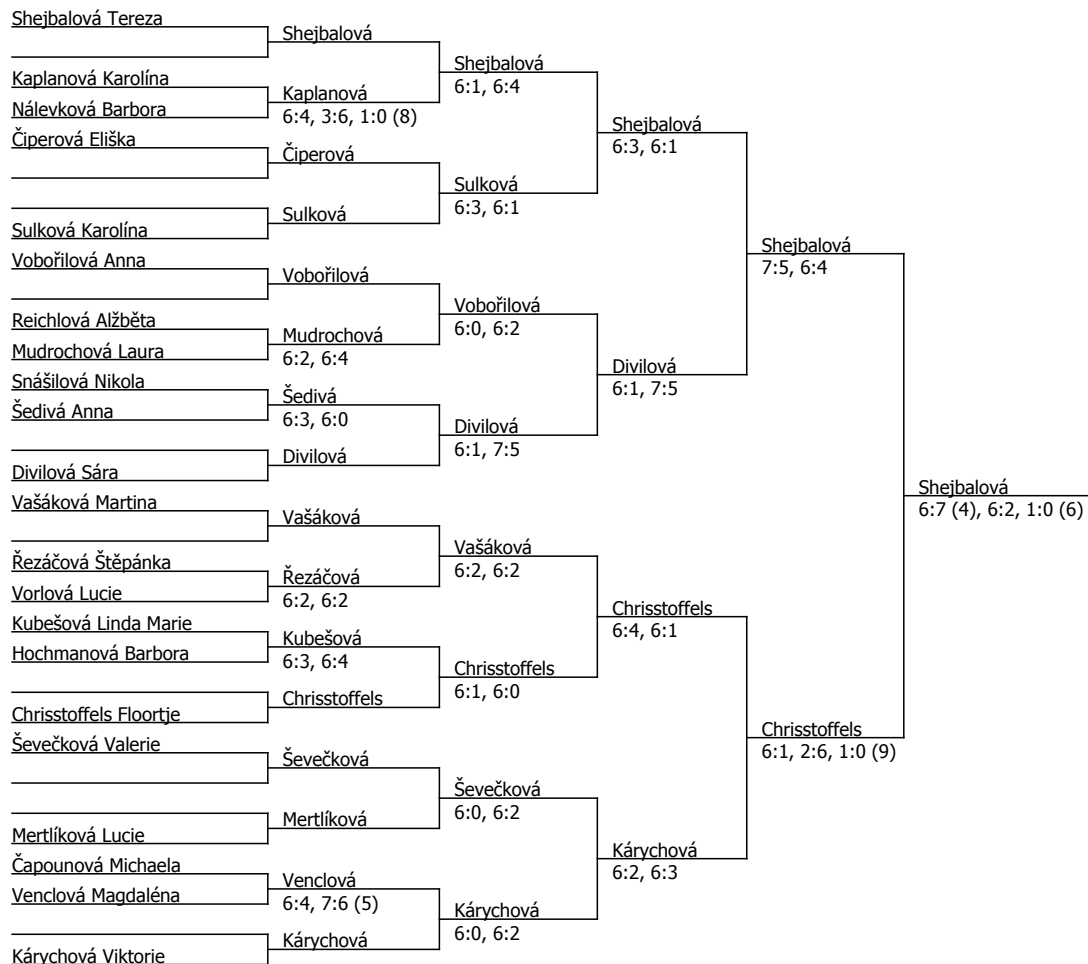 Shejbalová Tereza
Kaplanová Karolína
Nálevková Barbora
Čiperová Eliška
Sulková Karolína
Vobořilová Anna
Reichlová Alžběta
Mudrochová Laura
Snášilová Nikola
Šedivá Anna
Divilová Sára
Vašáková Martina
Řezáčová Štěpánka
Vorlová Lucie
Kubešová Linda Marie
Hochmanová Barbora
Chrisstoffels Floortje
Ševečková Valerie
Mertlíková Lucie
Čapounová Michaela
Venclová Magdaléna
Kárychová Viktorie
Shejbalová
Kaplanová
6:4, 3:6, 1:0 (8)
Čiperová
Sulková
Vobořilová
Mudrochová
6:2, 6:4
Šedivá
6:3, 6:0
Divilová
Vašáková
Řezáčová
6:2, 6:2
Kubešová
6:3, 6:4
Chrisstoffels
Ševečková
Mertlíková
Venclová
6:4, 7:6 (5)
Kárychová
Shejbalová
6:1, 6:4
Sulková
6:3, 6:1
Vobořilová
6:0, 6:2
Divilová
6:1, 7:5
Vašáková
6:2, 6:2
Chrisstoffels
6:1, 6:0
Ševečková
6:0, 6:2
Kárychová
6:0, 6:2
Shejbalová
6:3, 6:1
Divilová
6:1, 7:5
Chrisstoffels
6:4, 6:1
Kárychová
6:2, 6:3
Shejbalová
7:5, 6:4
Chrisstoffels
6:1, 2:6, 1:0 (9)
Shejbalová
6:7 (4), 6:2, 1:0 (6)